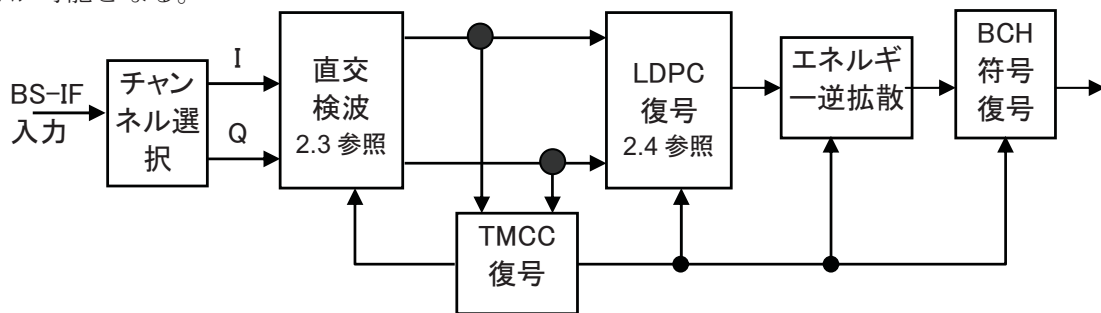 可能となる。
BS-IF
入力
チャン
ネル選
択
I
Q
直交
検波
2.3 参照
LDPC
復号
2.4 参照
エネルギ
ー逆拡散
BCH
符号
復号
TMCC
復号